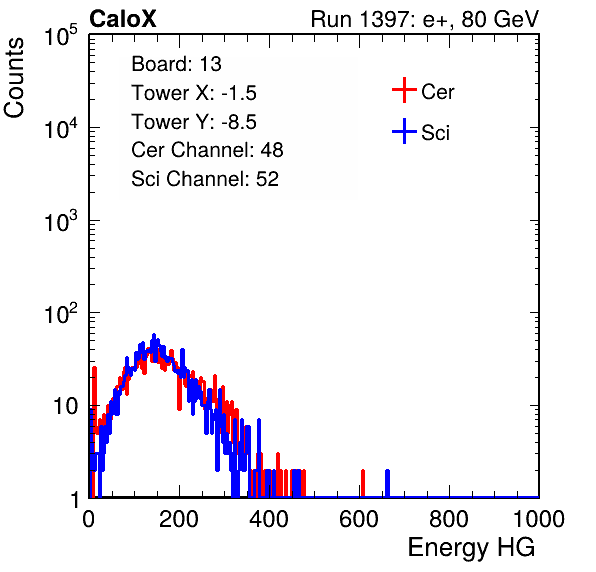 CaloX Run 1397: e+, 80 GeV
Board: 13
Tower X: -1.5
Tower Y: -8.5
Cer Channel: 48
Sci Channel: 52
Cer
Sci
Counts
10^5
10^4
10^3
10^2
10
1
0 200 400 600 800 1000
Energy HG